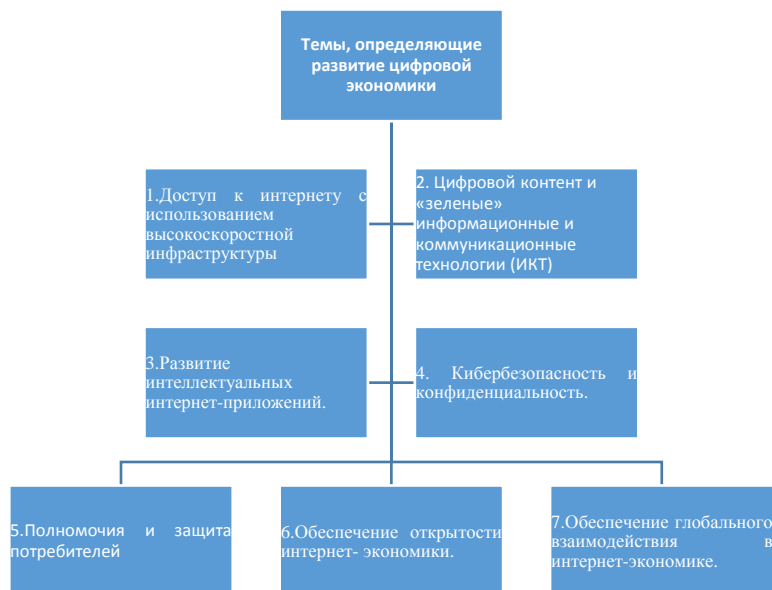 Темы, определяющие
развитие цифровой
экономики
1.Доступ к интернету с
использованием
высокоскоростной
инфраструктуры
2. Цифровой контент и
«зеленые»
информационные и
коммуникационные
технологии (ИКТ)
3.Развитие
интеллектуальных
интернет-приложений.
4. Кибербезопасность и
конфиденциальность.
5.Полномочия и защита
потребителей
6.Обеспечение открытости
интернет- экономики.
7.Обеспечение глобального
взаимодействия в
интернет-экономике.